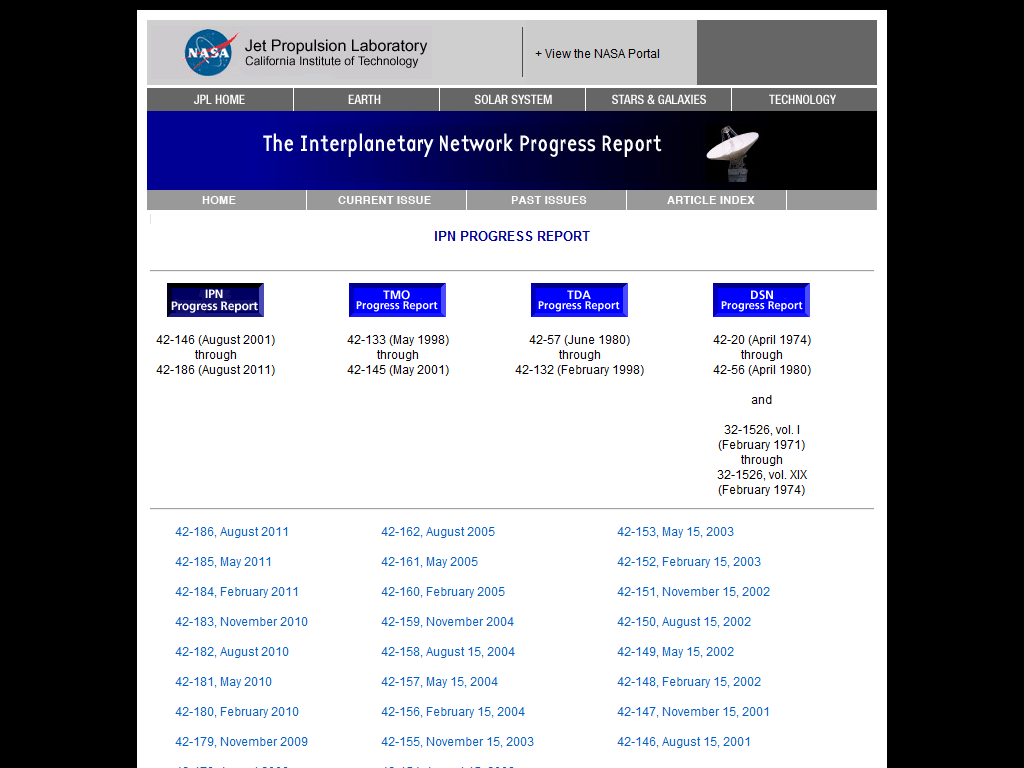 NASA
Jet Propulsion Laboratory
California Institute of Technology
+ View the NASA Portal
JPL HOME
EARTH
SOLAR SYSTEM
STARS & GALAXIES
TECHNOLOGY
The Interplanetary Network Progress Report
HOME
CURRENT ISSUE
PAST ISSUES
ARTICLE INDEX
IPN PROGRESS REPORT
IPN
Progress Report
42-146 (August 2001)
through
42-186 (August 2011)
TMO
Progress Report
42-133 (May 1998)
through
42-145 (May 2001)
TDA
Progress Report
42-57 (June 1980)
through
42-132 (February 1998)
DSN
Progress Report
42-20 (April 1974)
through
42-56 (April 1980)
and
32-1526, vol. I
(February 1971)
through
32-1526, vol. XIX
(February 1974)
42-186, August 2011
42-185, May 2011
42-184, February 2011
42-183, November 2010
42-182, August 2010
42-181, May 2010
42-180, February 2010
42-179, November 2009
42-162, August 2005
42-161, May 2005
42-160, February 2005
42-159, November 2004
42-158, August 15, 2004
42-157, May 15, 2004
42-156, February 15, 2004
42-155, November 15, 2003
42-153, May 15, 2003
42-152, February 15, 2003
42-151, November 15, 2002
42-150, August 15, 2002
42-149, May 15, 2002
42-148, February 15, 2002
42-147, November 15, 2001
42-146, August 15, 2001